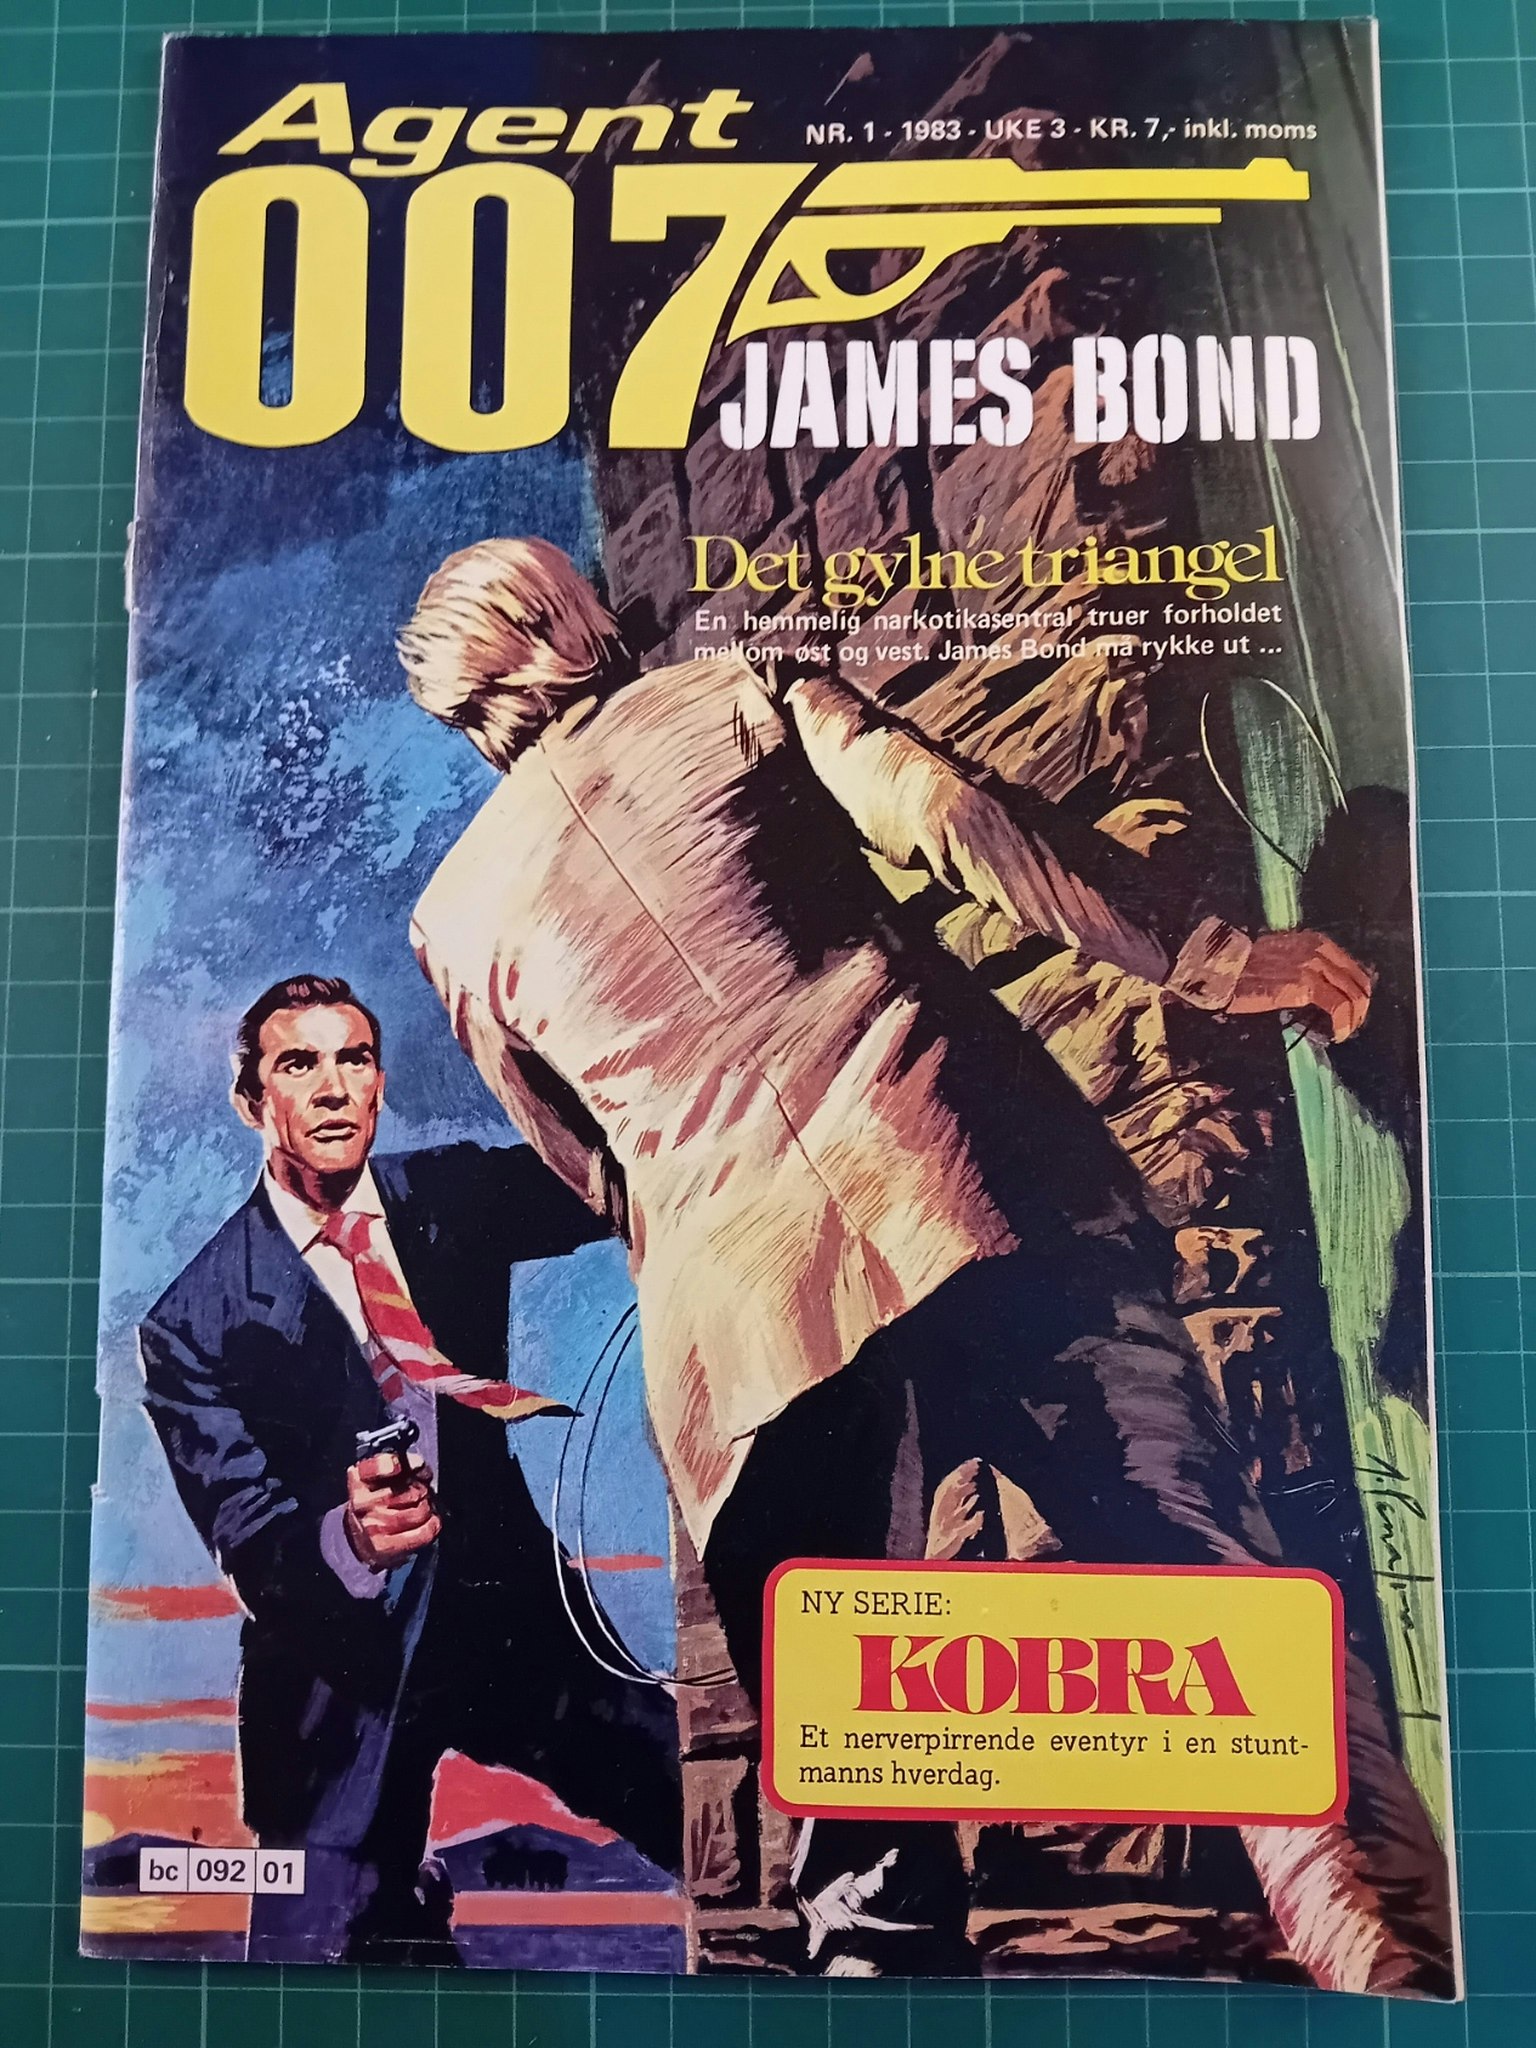 Agent
NR. 1 - 1983 - UKE 3 - KR. 7,- inkl. moms
007
JAMES BOND
Det gylne triangel
En hemmelig narkotikasentral truer forholdet
mellom øst og vest. James Bond må rykke ut ...
NY SERIE:
KOBRA
Et nerverpirrende eventyr i en stunt-
manns hverdag.
bc 092 01